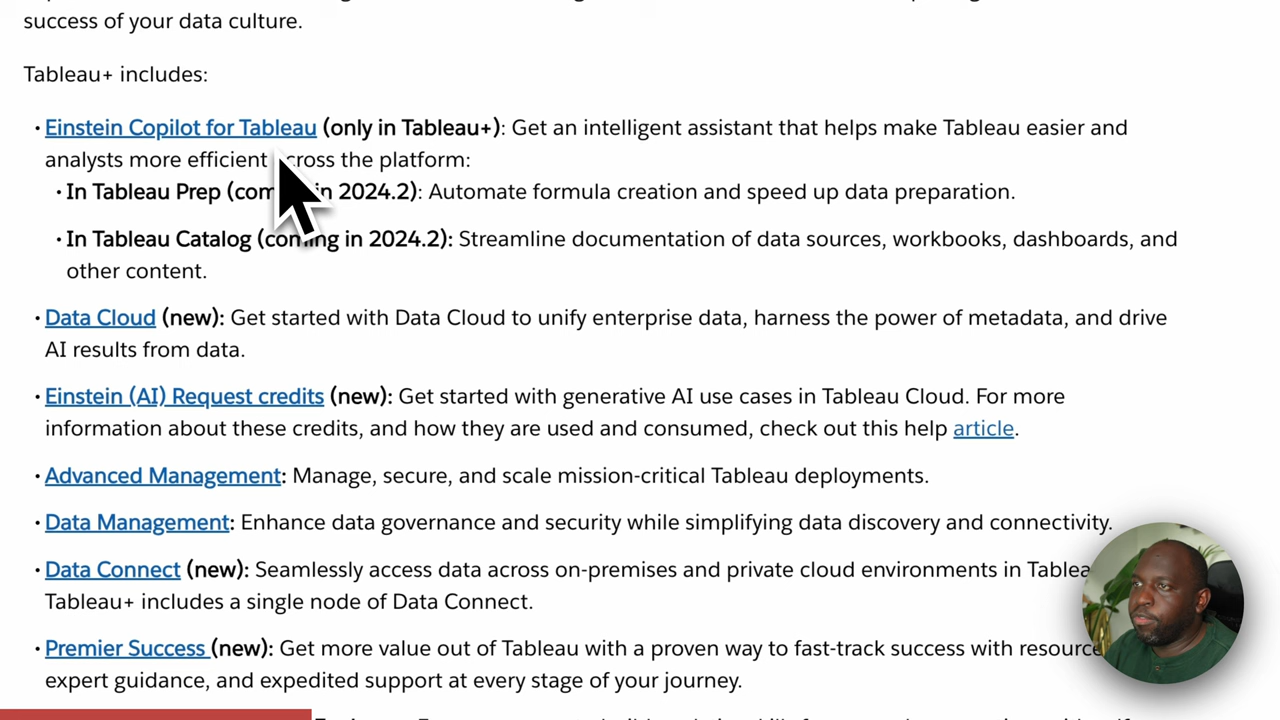 success of your data culture.
Tableau+ includes:
• Einstein Copilot for Tableau (only in Tableau+): Get an intelligent assistant that helps make Tableau easier and
analysts more efficient across the platform:
• In Tableau Prep (coming in 2024.2): Automate formula creation and speed up data preparation.
• In Tableau Catalog (coming in 2024.2): Streamline documentation of data sources, workbooks, dashboards, and
other content.
• Data Cloud (new): Get started with Data Cloud to unify enterprise data, harness the power of metadata, and drive
AI results from data.
• Einstein (AI) Request credits (new): Get started with generative AI use cases in Tableau Cloud. For more
information about these credits, and how they are used and consumed, check out this help article.
• Advanced Management: Manage, secure, and scale mission-critical Tableau deployments.
• Data Management: Enhance data governance and security while simplifying data discovery and connectivity.
• Data Connect (new): Seamlessly access data across on-premises and private cloud environments in Tablea
Tableau+ includes a single node of Data Connect.
• Premier Success (new): Get more value out of Tableau with a proven way to fast-track success with resource
expert guidance, and expedited support at every stage of your journey.